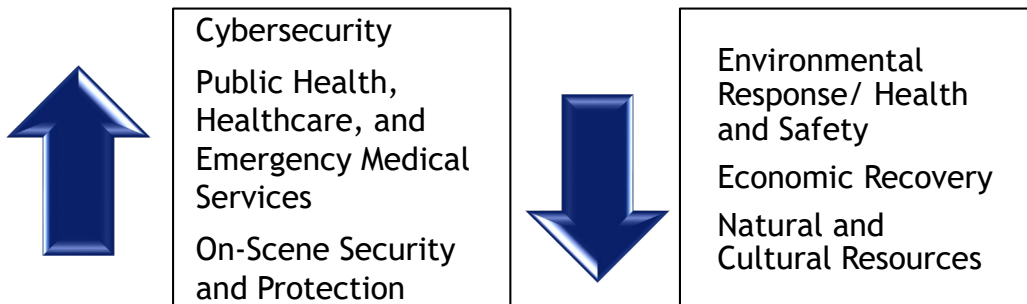 Cybersecurity
Public Health,
Healthcare, and
Emergency Medical
Services
On-Scene Security
and Protection
Environmental
Response/ Health
and Safety
Economic Recovery
Natural and
Cultural Resources